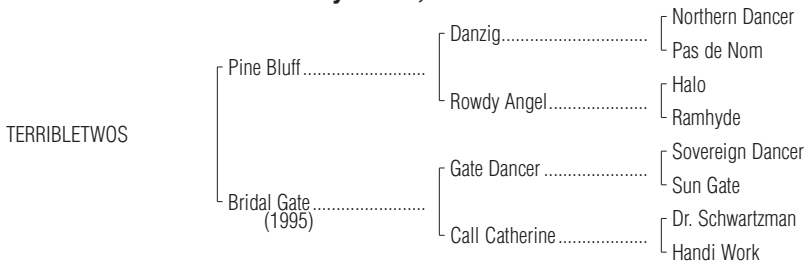 Northern Dancer
Danzig
Pas de Nom
Pine Bluff
Halo
Rowdy Angel
Ramhyde
TERRIBLETWOS
Sovereign Dancer
Gate Dancer
Sun Gate
Bridal Gate
(1995)
Dr. Schwartzman
Call Catherine
Handi Work